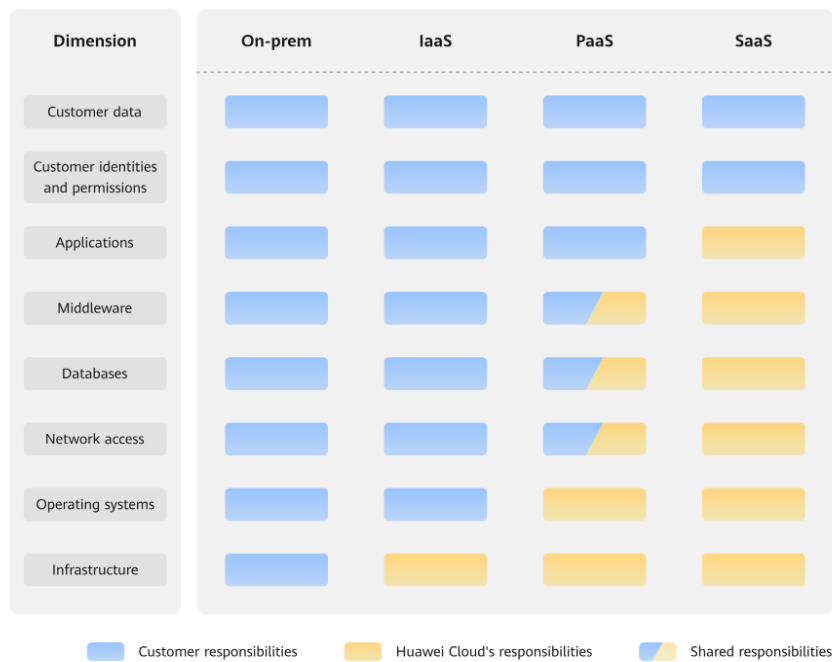 Dimension
On-prem
IaaS
PaaS
SaaS
Customer data
Customer identities
and permissions
Applications
Middleware
Databases
Network access
Operating systems
Infrastructure
Customer responsibilities
Huawei Cloud's responsibilities
Shared responsibilities